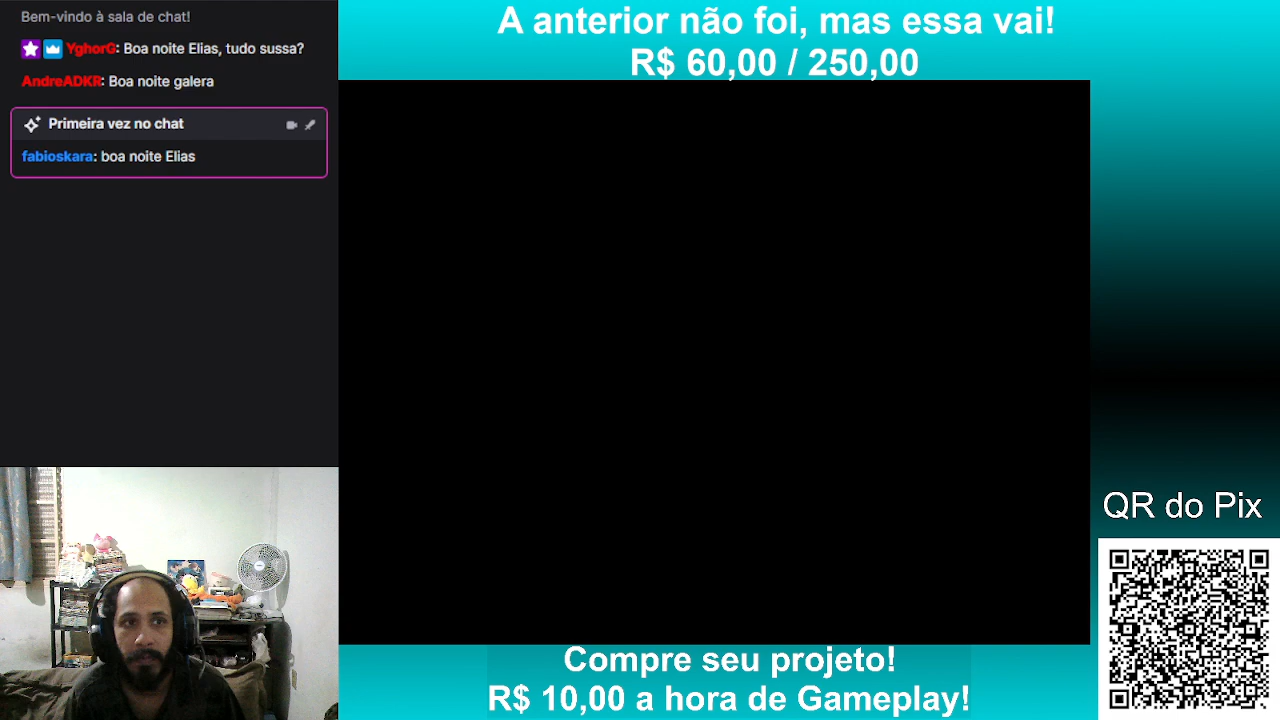 Bem-vindo à sala de chat!
YghorG: Boa noite Elias, tudo sussa?
AndreADKR: Boa noite galera
Primeira vez no chat
fabioskara: boa noite Elias
A anterior não foi, mas essa vai!
R$ 60,00 / 250,00
QR do Pix
Compre seu projeto!
R$ 10,00 a hora de Gameplay!